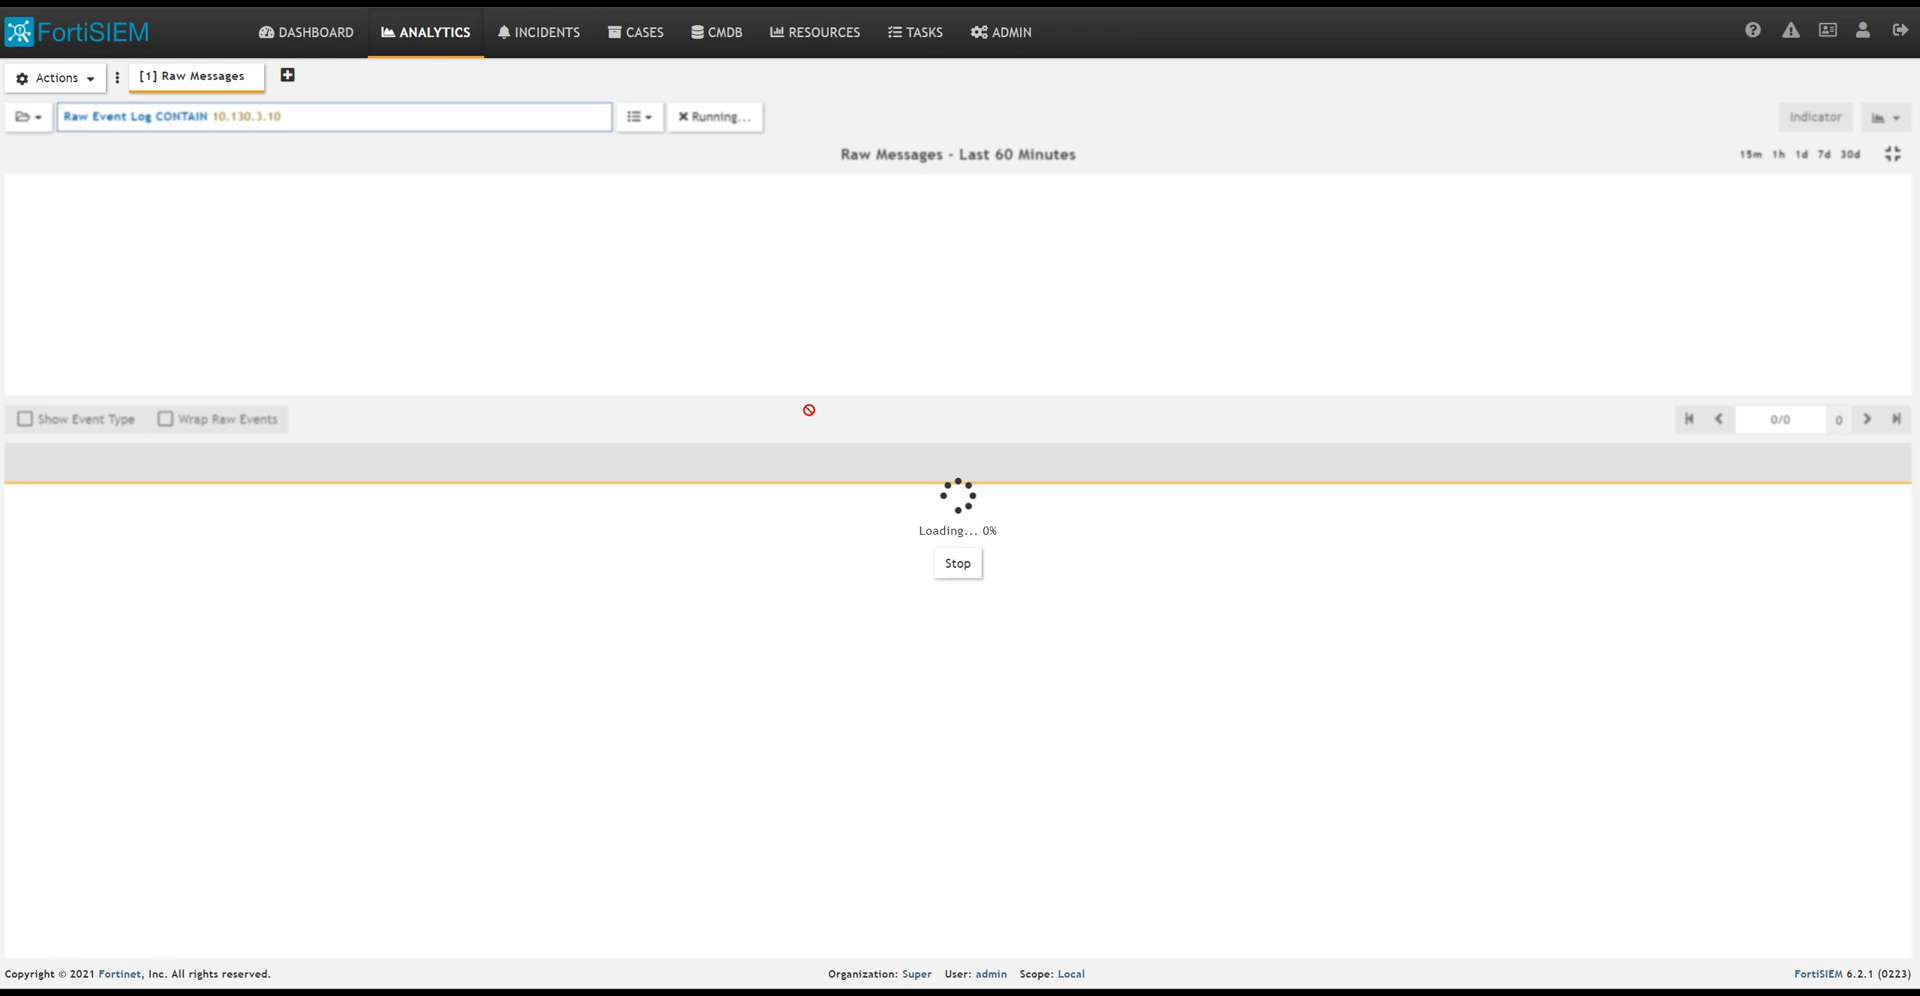 FortiSIEM DASHBOARD ANALYTICS INCIDENTS CASES CMDB RESOURCES TASKS ADMIN
Actions [1] Raw Messages
Raw Event Log CONTAIN 10.130.3.10 Running... Indicator
Raw Messages - Last 60 Minutes 15m 1h 1d 7d 30d
Show Event Type Wrap Raw Events 0/0 0
Loading... 0%
Stop
Copyright © 2021 Fortinet, Inc. All rights reserved. Organization: Super User: admin Scope: Local FortiSIEM 6.2.1 (0223)